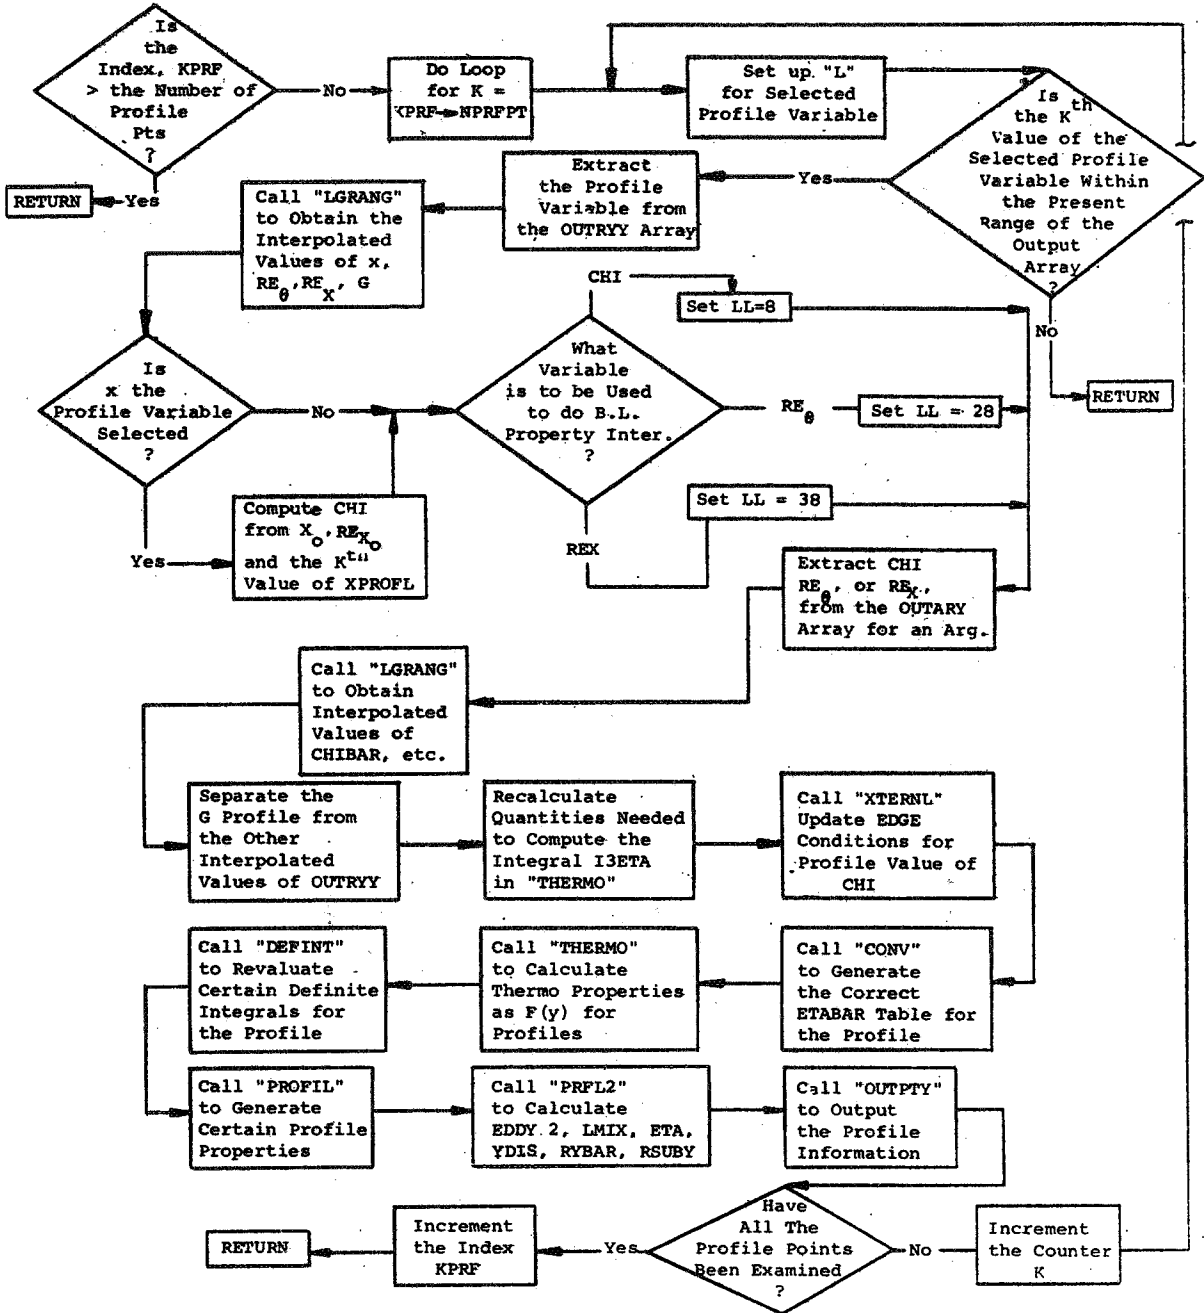 Is
the
Index, KPRF
> the Number of
Profile
Pts
?
No
Yes
RETURN
Do Loop
for K =
KPRF→NPRFPT
Set up "L"
for Selected
Profile Variable
Is
the Kth
Value of the
Selected Profile
Variable Within
the Present
Range of the
Output
Array
?
Yes
No
RETURN
Extract
the Profile
Variable from
the OUTRYY Array
Call "LGRANG"
to Obtain the
Interpolated
Values of x,
REθ, REX, G
Is
x the
Profile Variable
Selected
?
No
Yes
Compute CHI
from XO, REXO
and the Kth
Value of XPROFL
What
Variable
is to be Used
to do B.L.
Property Inter.
?
CHI
Set LL=8
REθ
Set LL = 28
REX
Set LL = 38
Extract CHI
REθ, or REX,
from the OUTARY
Array for an Arg.
Call "LGRANG"
to Obtain
Interpolated
Values of
CHIBAR, etc.
Separate the
G Profile from
the Other
Interpolated
Values of OUTRYY
Recalculate
Quantities Needed
to Compute the
Integral I3ETA
in "THERMO"
Call "XTERNL"
Update EDGE
Conditions for
Profile Value of
CHI
Call "CONV"
to Generate
the Correct
ETABAR Table for
the Profile
Call "THERMO"
to Calculate
Thermo Properties
as F(y) for
Profiles
Call "DEFINT"
to Revaluate
Certain Definite
Integrals for
the Profile
Call "PROFIL"
to Generate
Certain Profile
Properties
Call "PRFL2"
to Calculate
EDDY 2, LMIX, ETA,
YDIS, RYBAR, RSUBY
Call "OUTPTY"
to Output
the Profile
Information
Have
All The
Profile Points
Been Examined
?
Yes
No
Increment
the Index
KPRF
RETURN
Increment
the Counter
K